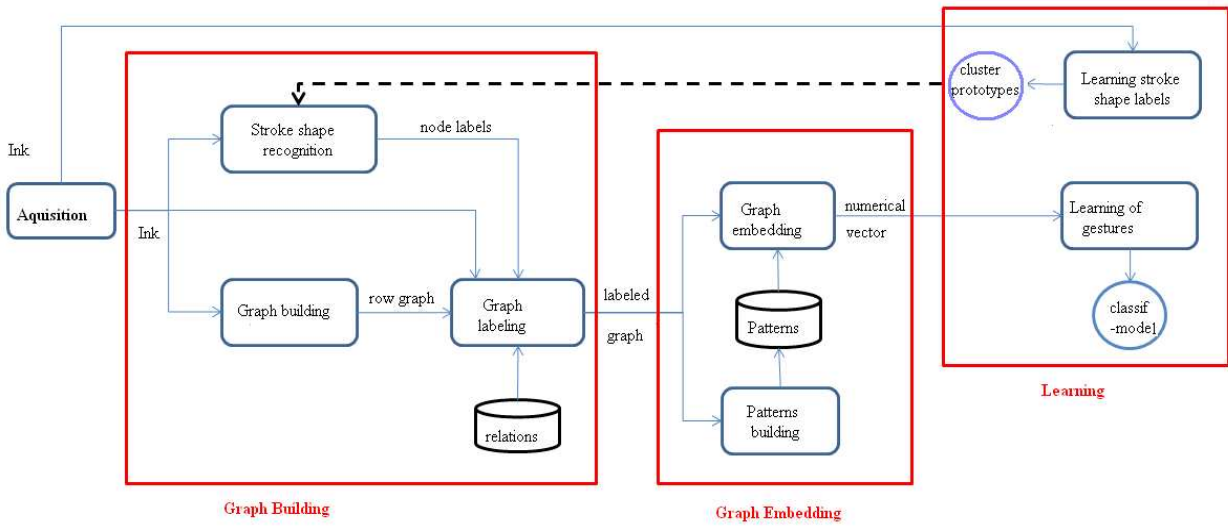 cluster
prototypes
Learning stroke
shape labels
Stroke shape
recognition
node labels
Ink
Aquisition
Ink
Graph building
row graph
Graph
labeling
relations
labeled
graph
Graph
embedding
numerical
vector
Patterns
Patterns
building
Learning of
gestures
classif
-model
Learning
Graph Building
Graph Embedding